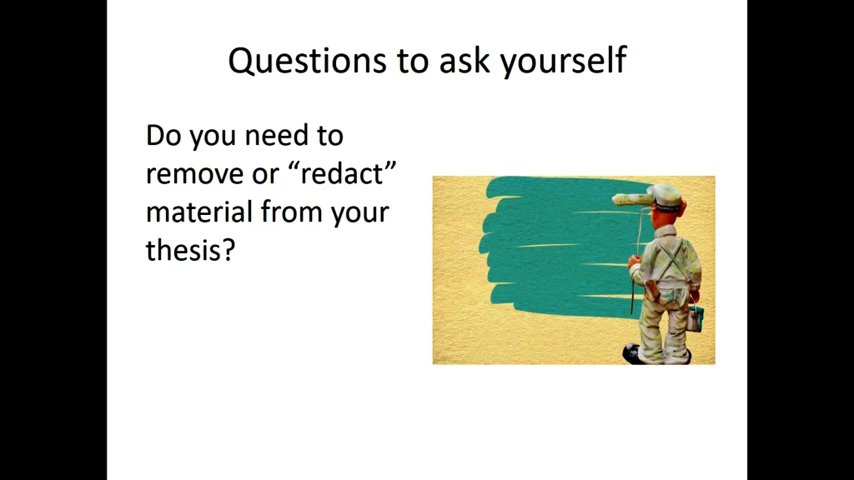 Questions to ask yourself
Do you need to
remove or “redact”
material from your
thesis?